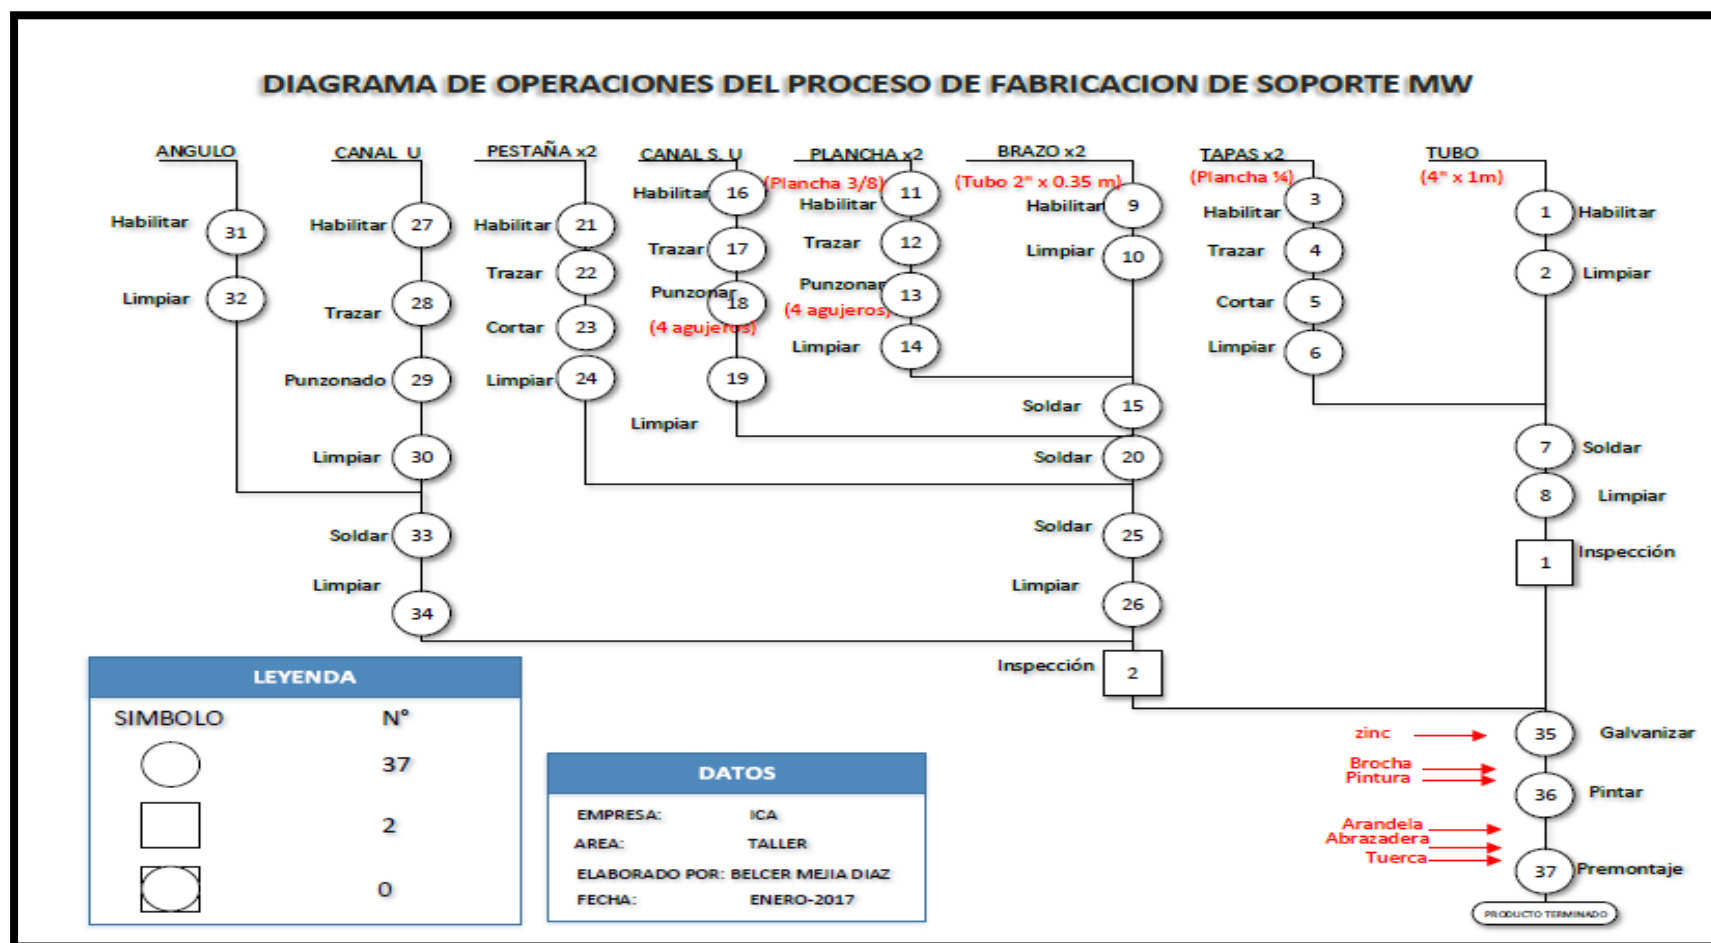 DIAGRAMA DE OPERACIONES DEL PROCESO DE FABRICACION DE SOPORTE MW
ANGULO
Habilitar 31
Limpiar 32
CANAL U
Habilitar 27
Trazar 28
Punzonado 29
Limpiar 30
Soldar 33
Limpiar 34
PESTAÑA x2
Habilitar 21
Trazar 22
Cortar 23
Limpiar 24
CANAL S. U
Habilitar 16
Trazar 17
Punzonar 18
(4 agujeros)
19
Limpiar
PLANCHA x2
(Plancha 3/8) 11
Habilitar
Trazar 12
Punzonar 13
(4 agujeros)
Limpiar 14
BRAZO x2
(Tubo 2" x 0.35 m)
Habilitar 9
Limpiar 10
Soldar 15
Soldar 20
Soldar 25
Limpiar 26
Inspección 2
TAPAS x2
(Plancha ¼)
Habilitar 3
Trazar 4
Cortar 5
Limpiar 6
TUBO
(4" x 1m)
1 Habilitar
2 Limpiar
7 Soldar
8 Limpiar
1 Inspección
zinc 35 Galvanizar
Brocha
Pintura 36 Pintar
Arandela
Abrazadera
Tuerca 37 Premontaje
PRODUCTO TERMINADO
LEYENDA
SIMBOLO N°
37
2
0
DATOS
EMPRESA: ICA
AREA: TALLER
ELABORADO POR: BELCER MEJIA DIAZ
FECHA: ENERO-2017